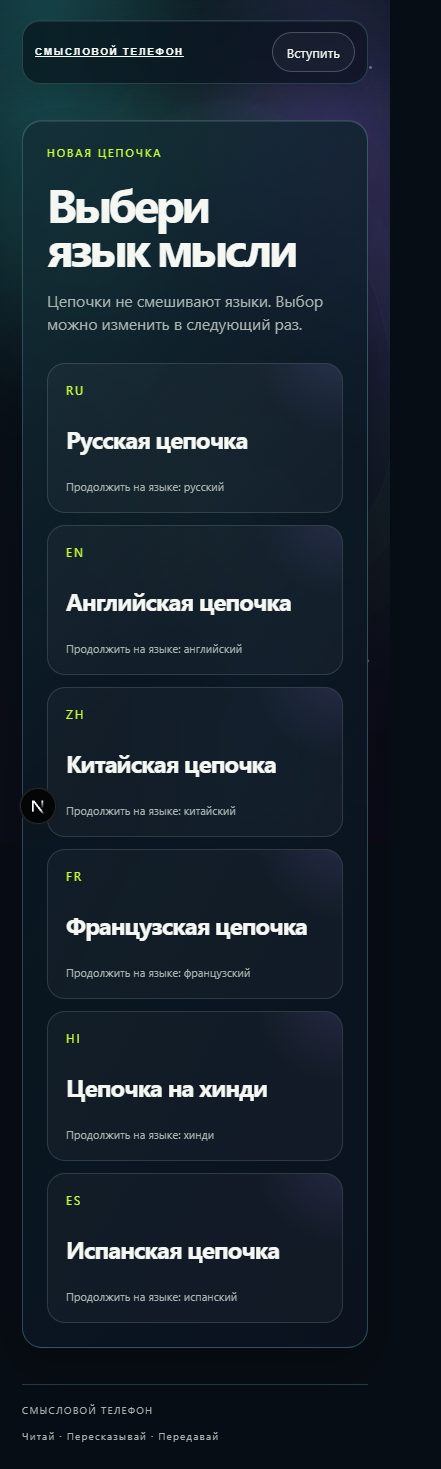 СМЫСЛОВОЙ ТЕЛЕФОН
Вступить
НОВАЯ ЦЕПОЧКА
Выбери
язык мысли
Цепочки не смешивают языки. Выбор
можно изменить в следующий раз.
RU
Русская цепочка
Продолжить на языке: русский
EN
Английская цепочка
Продолжить на языке: английский
ZH
Китайская цепочка
Продолжить на языке: китайский
N
FR
Французская цепочка
Продолжить на языке: французский
HI
Цепочка на хинди
Продолжить на языке: хинди
ES
Испанская цепочка
Продолжить на языке: испанский
СМЫСЛОВОЙ ТЕЛЕФОН
Читай · Пересказывай · Передавай